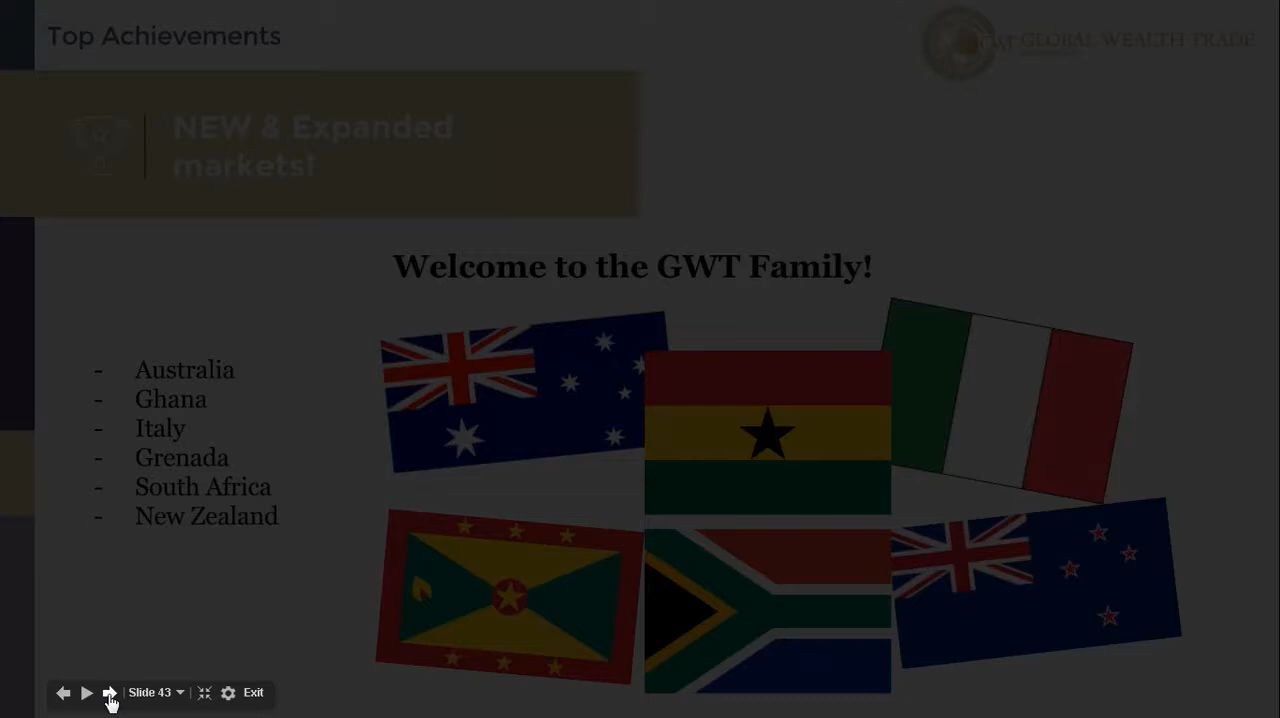 Top Achievements
GLOBAL WEALTH TRADE
NEW & Expanded
markets!
Welcome to the GWT Family!
- Australia
- Ghana
- Italy
- Grenada
- South Africa
- New Zealand
Slide 43
Exit